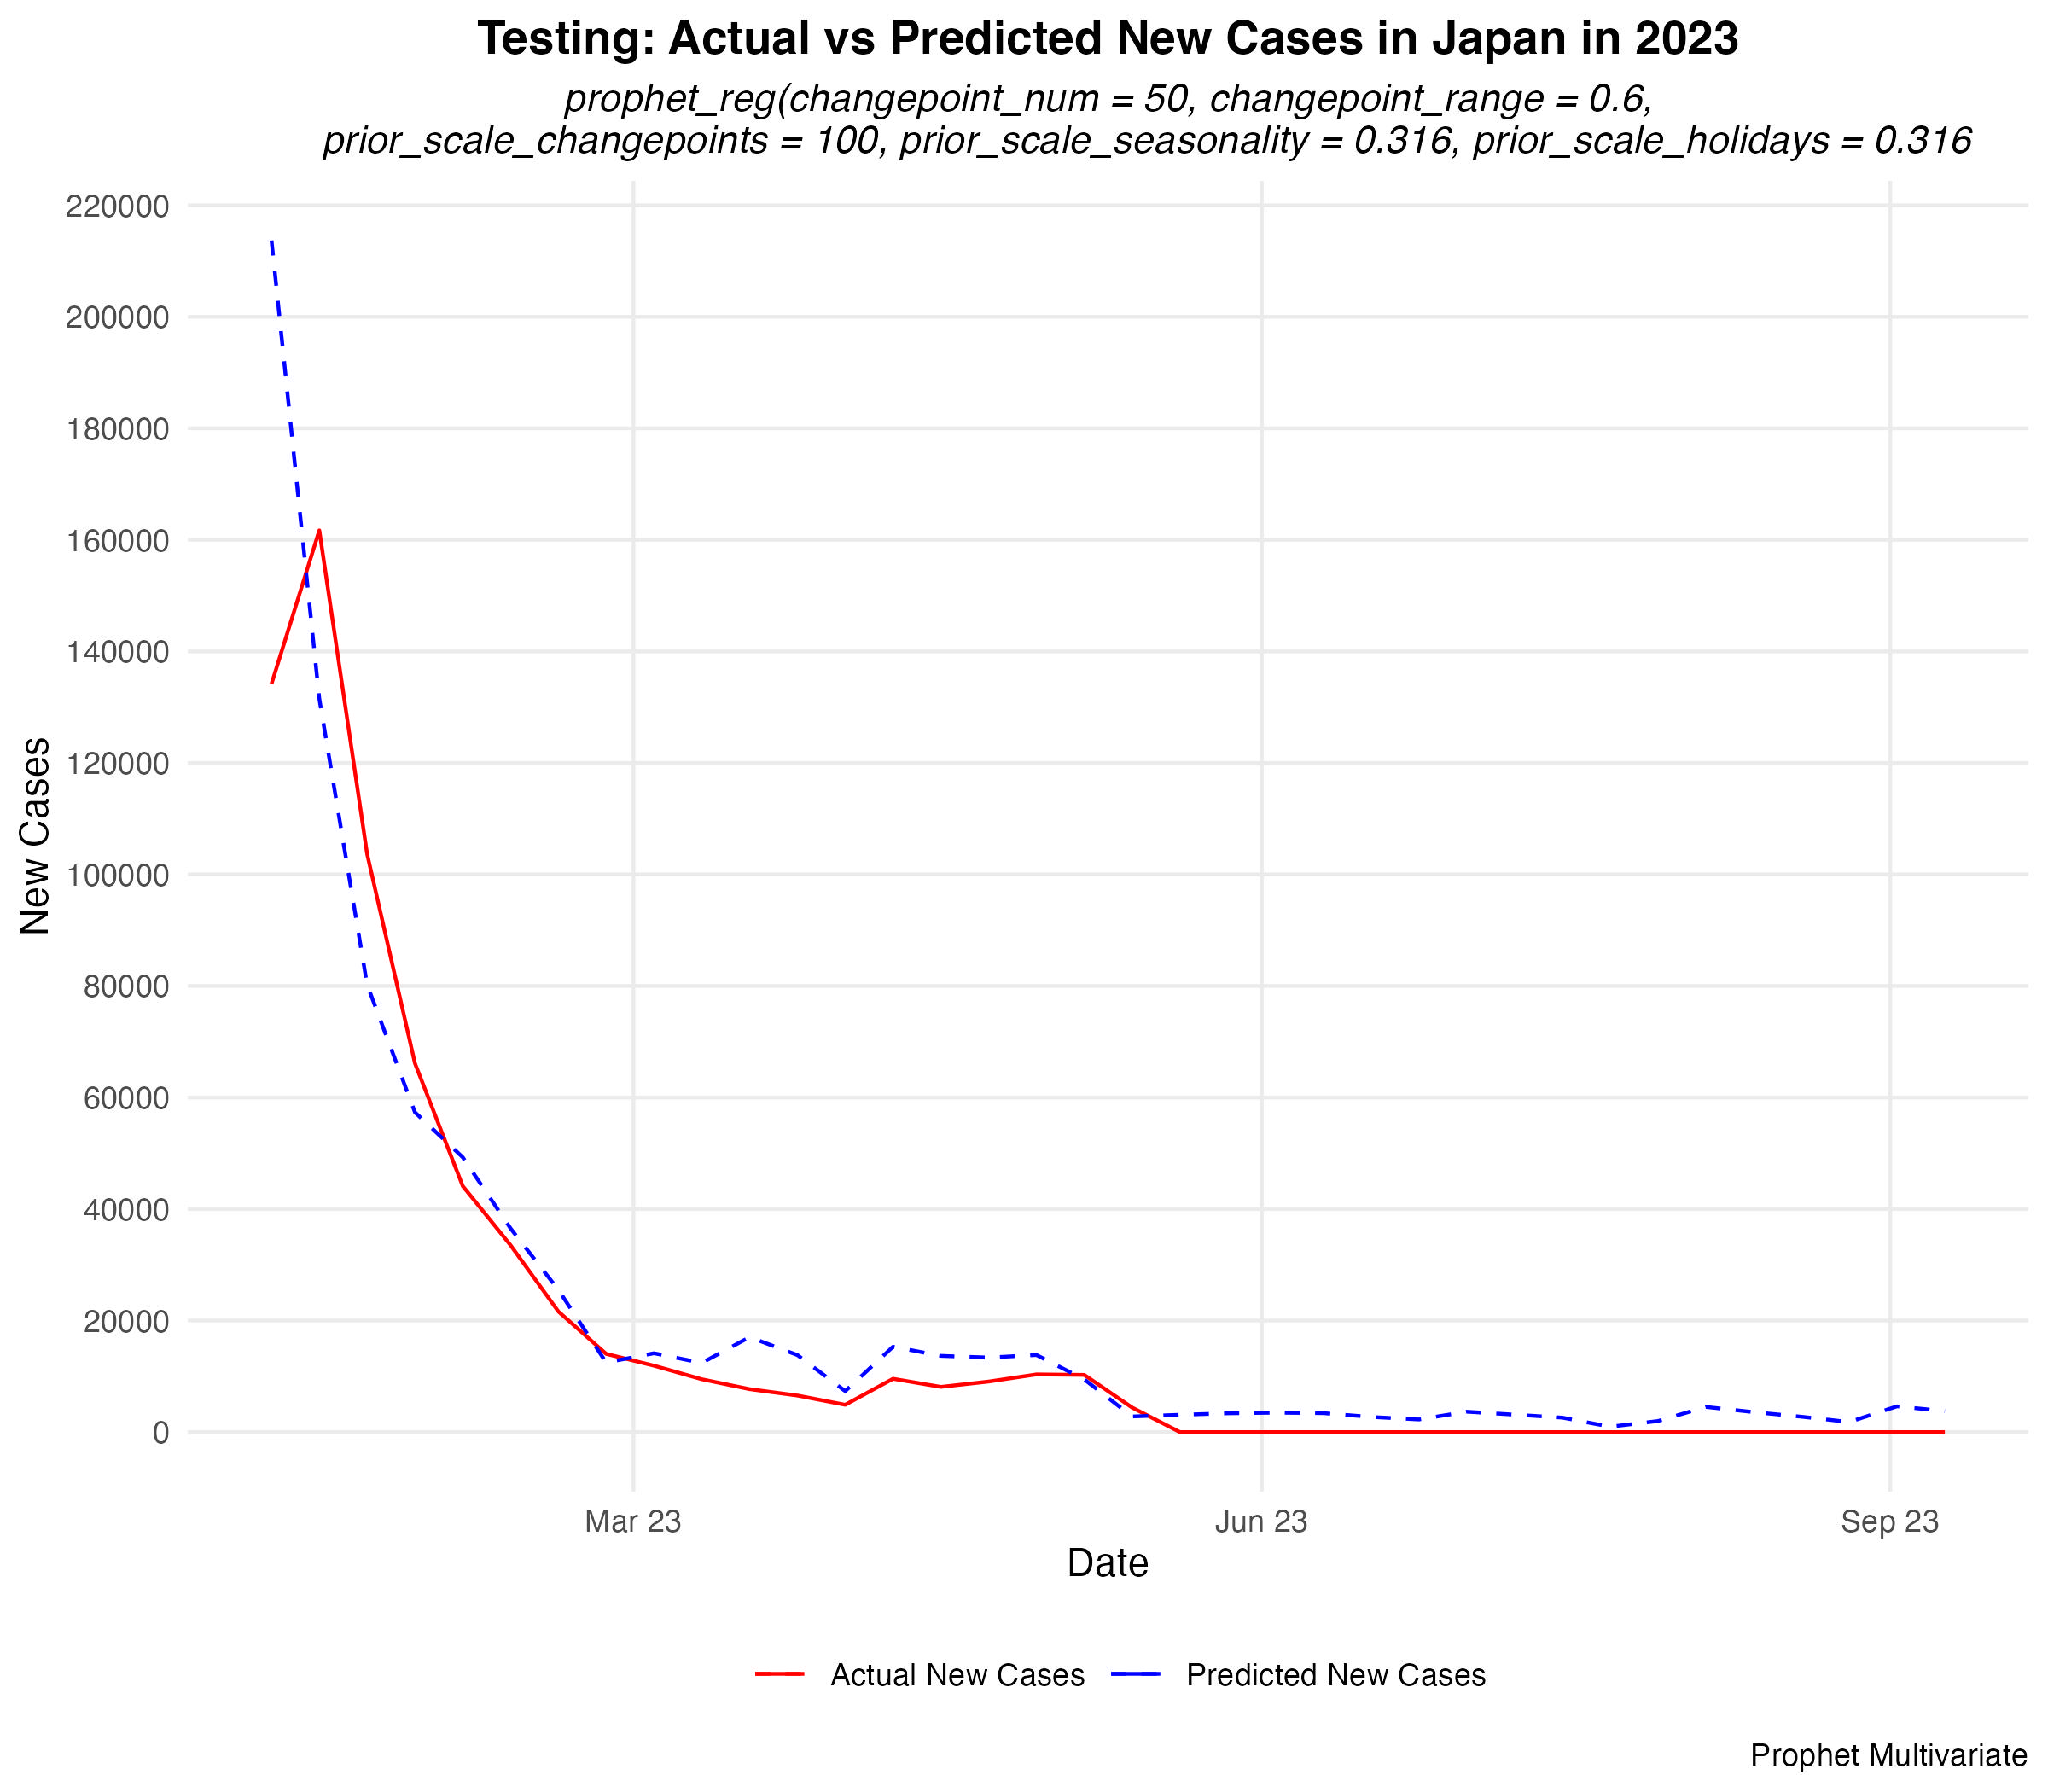 Testing: Actual vs Predicted New Cases in Japan in 2023
prophet_reg(changepoint_num = 50, changepoint_range = 0.6,
prior_scale_changepoints = 100, prior_scale_seasonality = 0.316, prior_scale_holidays = 0.316
220000
200000
180000
160000
140000
120000
100000
80000
60000
40000
20000
0
New Cases
Mar 23
Jun 23
Sep 23
Date
Actual New Cases
Predicted New Cases
Prophet Multivariate